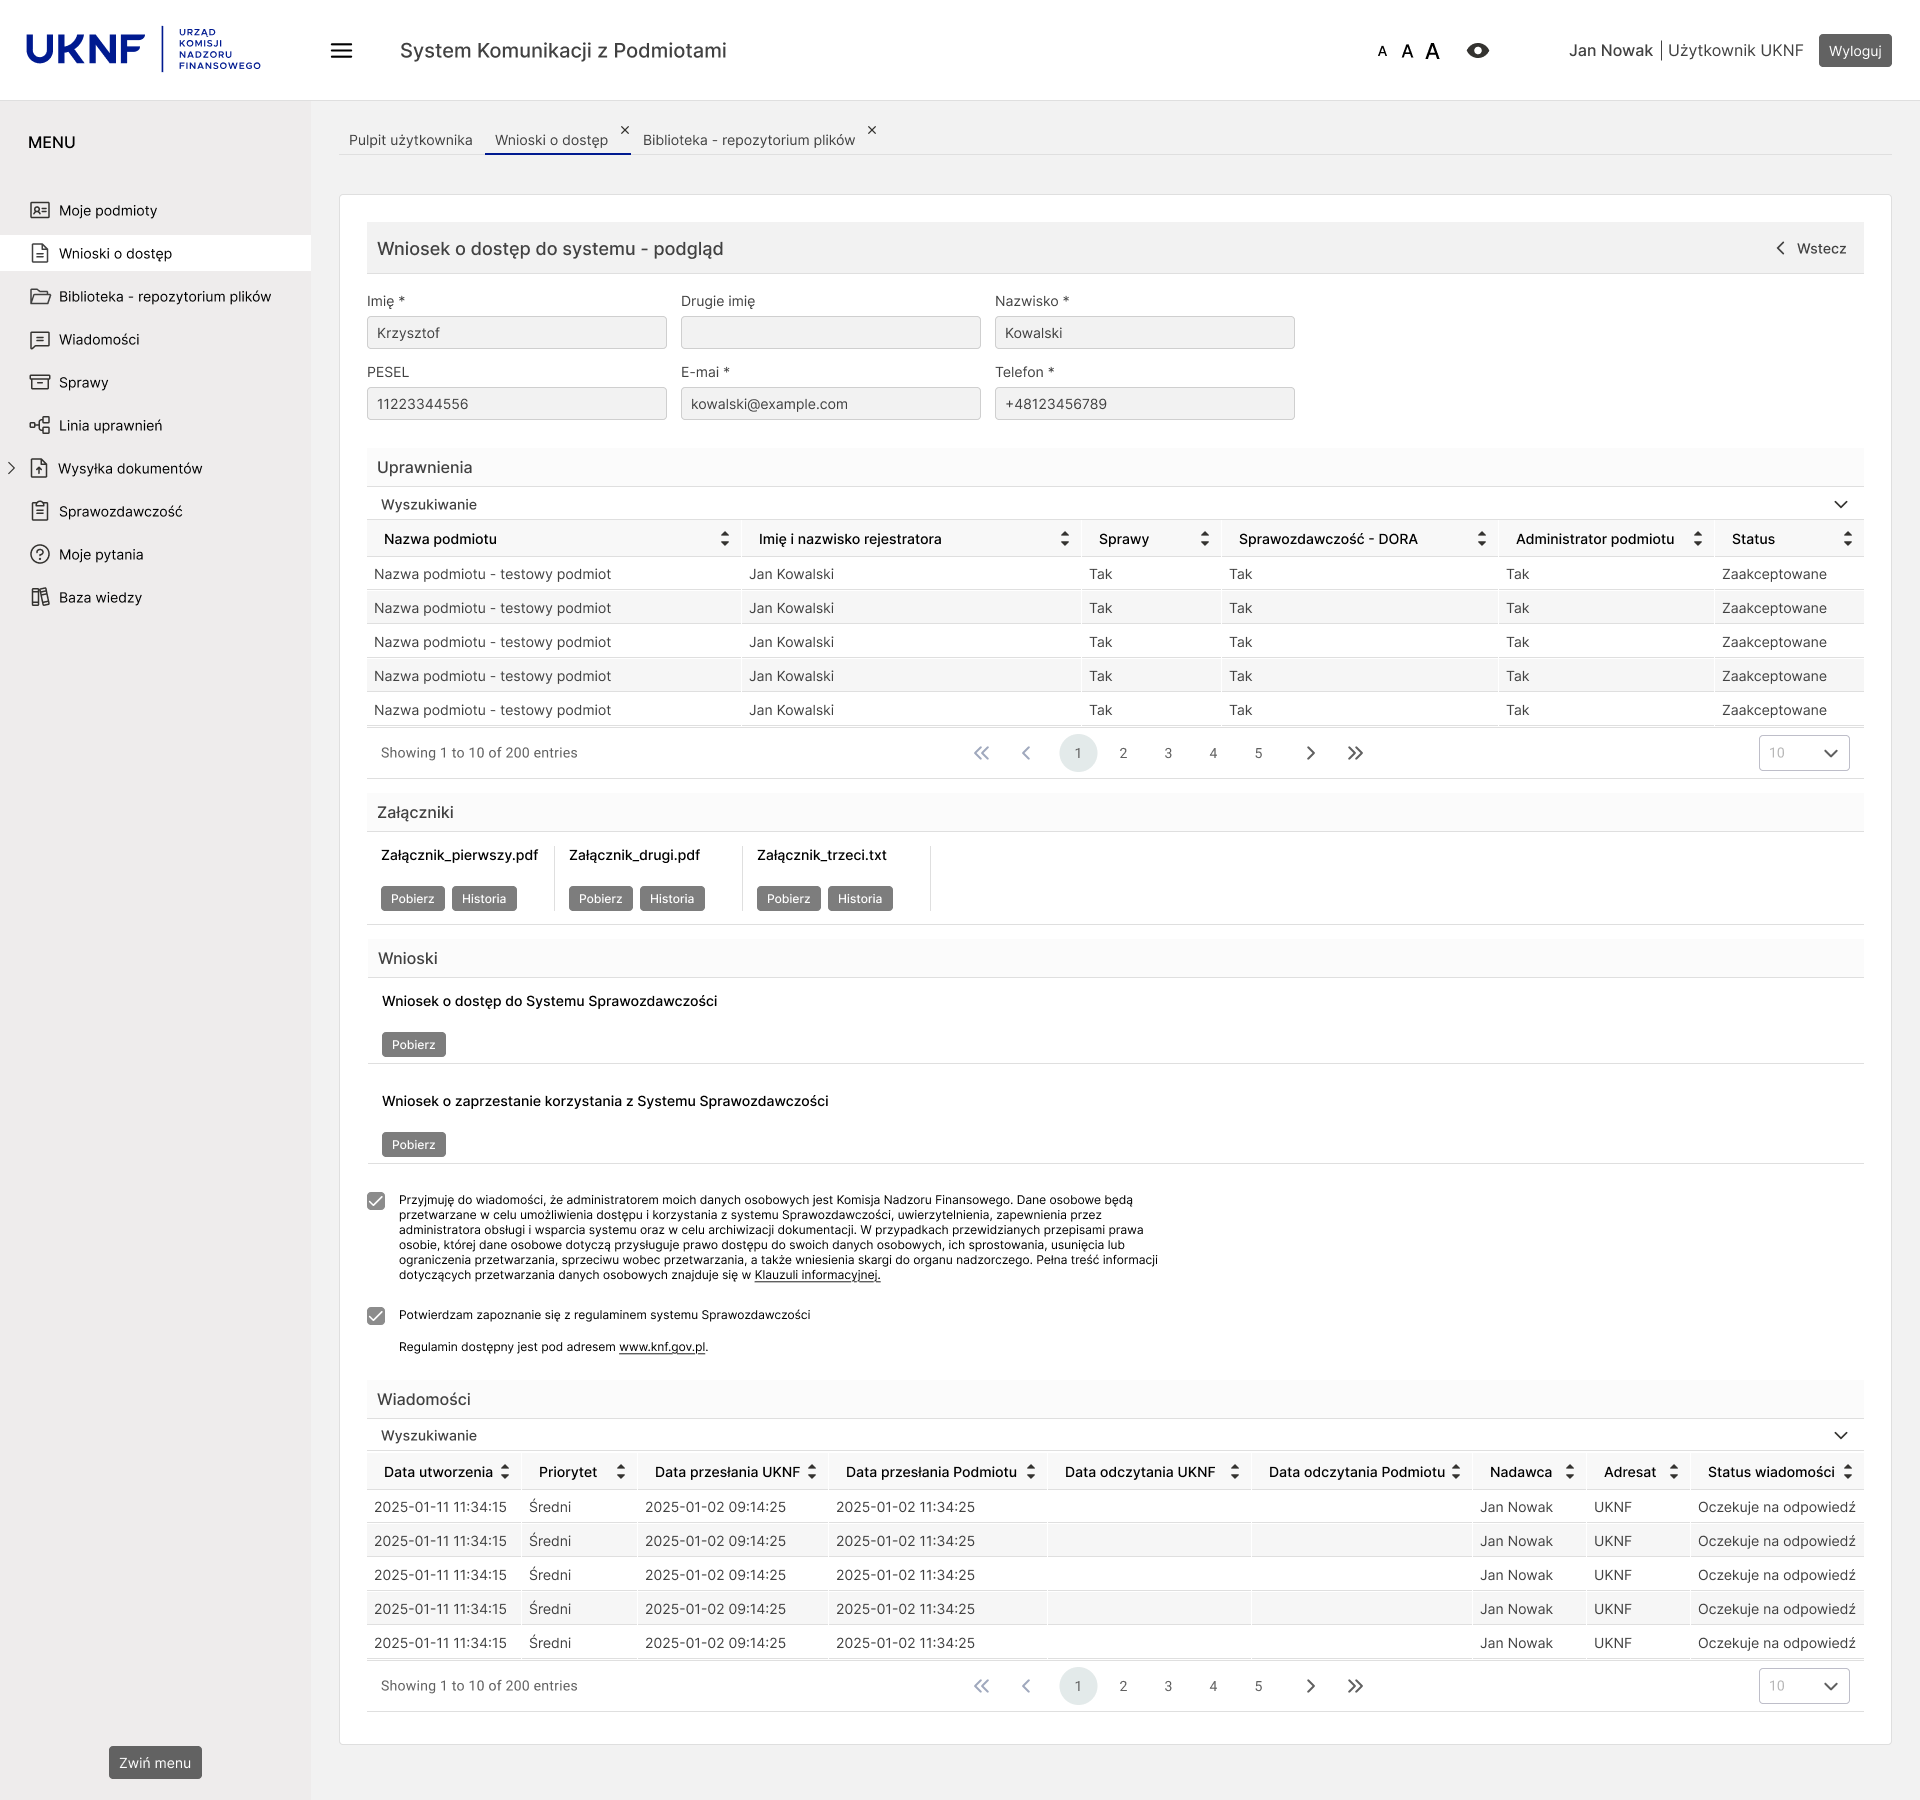 UKNF
URZĄD
KOMISJI
NADZORU
FINANSOWEGO
System Komunikacji z Podmiotami
A A A
Jan Nowak | Użytkownik UKNF
Wyloguj
MENU
Moje podmioty
Wnioski o dostęp
Biblioteka - repozytorium plików
Wiadomości
Sprawy
Linia uprawnień
Wysyłka dokumentów
Sprawozdawczość
Moje pytania
Baza wiedzy
Zwiń menu
Pulpit użytkownika Wnioski o dostęp Biblioteka - repozytorium plików
Wniosek o dostęp do systemu - podgląd
Wstecz
Imię * Drugie imię Nazwisko *
Krzysztof Kowalski
PESEL E-mai * Telefon *
11223344556 kowalski@example.com +48123456789
Uprawnienia
Wyszukiwanie
Nazwa podmiotu Imię i nazwisko rejestratora Sprawy Sprawozdawczość - DORA Administrator podmiotu Status
Nazwa podmiotu - testowy podmiot Jan Kowalski Tak Tak Tak Zaakceptowane
Nazwa podmiotu - testowy podmiot Jan Kowalski Tak Tak Tak Zaakceptowane
Nazwa podmiotu - testowy podmiot Jan Kowalski Tak Tak Tak Zaakceptowane
Nazwa podmiotu - testowy podmiot Jan Kowalski Tak Tak Tak Zaakceptowane
Nazwa podmiotu - testowy podmiot Jan Kowalski Tak Tak Tak Zaakceptowane
Showing 1 to 10 of 200 entries 1 2 3 4 5 10
Załączniki
Załącznik_pierwszy.pdf Załącznik_drugi.pdf Załącznik_trzeci.txt
Pobierz Historia Pobierz Historia Pobierz Historia
Wnioski
Wniosek o dostęp do Systemu Sprawozdawczości
Pobierz
Wniosek o zaprzestanie korzystania z Systemu Sprawozdawczości
Pobierz
Przyjmuję do wiadomości, że administratorem moich danych osobowych jest Komisja Nadzoru Finansowego. Dane osobowe będą
przetwarzane w celu umożliwienia dostępu i korzystania z systemu Sprawozdawczości, uwierzytelnienia, zapewnienia przez
administratora obsługi i wsparcia systemu oraz w celu archiwizacji dokumentacji. W przypadkach przewidzianych przepisami prawa
osobie, której dane osobowe dotyczą przysługuje prawo dostępu do swoich danych osobowych, ich sprostowania, usunięcia lub
ograniczenia przetwarzania, sprzeciwu wobec przetwarzania, a także wniesienia skargi do organu nadzorczego. Pełna treść informacji
dotyczących przetwarzania danych osobowych znajduje się w Klauzuli informacyjnej.
Potwierdzam zapoznanie się z regulaminem systemu Sprawozdawczości
Regulamin dostępny jest pod adresem www.knf.gov.pl.
Wiadomości
Wyszukiwanie
Data utworzenia Priorytet Data przesłania UKNF Data przesłania Podmiotu Data odczytania UKNF Data odczytania Podmiotu Nadawca Adresat Status wiadomości
2025-01-11 11:34:15 Średni 2025-01-02 09:14:25 2025-01-02 11:34:25 Jan Nowak UKNF Oczekuje na odpowiedź
2025-01-11 11:34:15 Średni 2025-01-02 09:14:25 2025-01-02 11:34:25 Jan Nowak UKNF Oczekuje na odpowiedź
2025-01-11 11:34:15 Średni 2025-01-02 09:14:25 2025-01-02 11:34:25 Jan Nowak UKNF Oczekuje na odpowiedź
2025-01-11 11:34:15 Średni 2025-01-02 09:14:25 2025-01-02 11:34:25 Jan Nowak UKNF Oczekuje na odpowiedź
2025-01-11 11:34:15 Średni 2025-01-02 09:14:25 2025-01-02 11:34:25 Jan Nowak UKNF Oczekuje na odpowiedź
Showing 1 to 10 of 200 entries 1 2 3 4 5 10